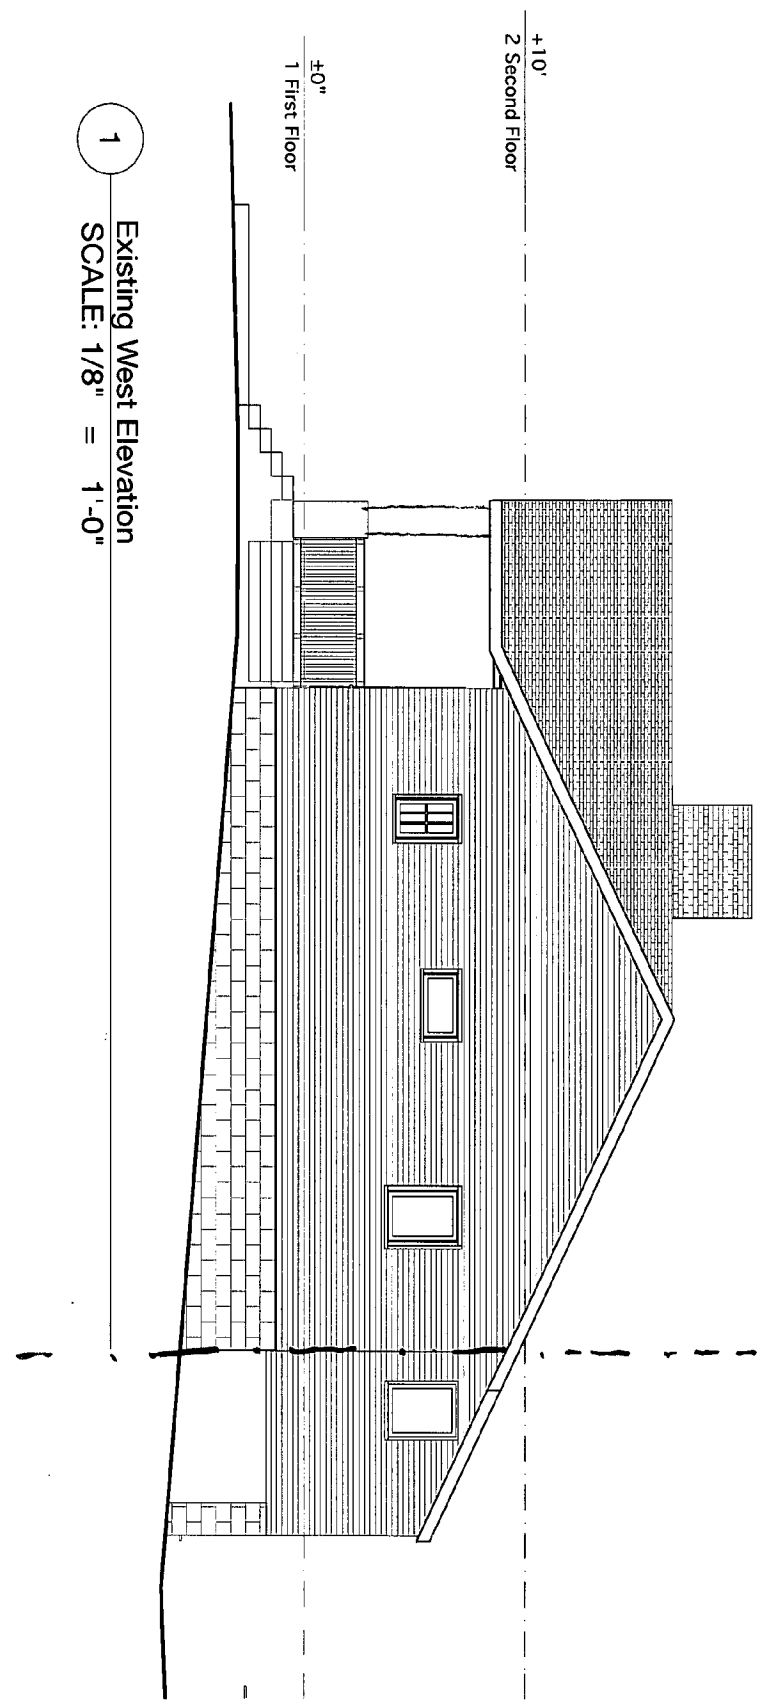 +10'
2 Second Floor
±0"
1 First Floor
1
Existing West Elevation
SCALE: 1/8" = 1'-0"